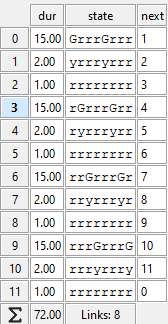 dur state next
0 15.00 GrrrGrrr 1
1 2.00 yrrryrrr 2
2 1.00 rrrrrrrr 3
3 15.00 rGrrrGrr 4
4 2.00 ryrrryrr 5
5 1.00 rrrrrrrr 6
6 15.00 rrGrrrGr 7
7 2.00 rryrrryr 8
8 1.00 rrrrrrrr 9
9 15.00 rrrGrrrG 10
10 2.00 rrryrrry 11
11 1.00 rrrrrrrr 0
Σ 72.00 Links: 8